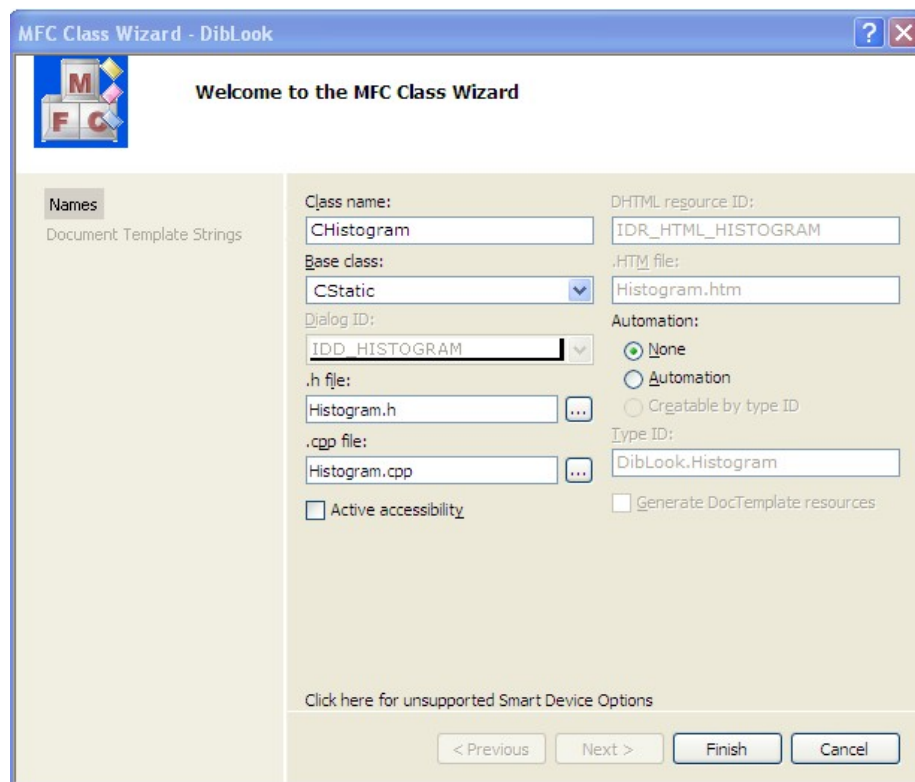 MFC Class Wizard - DibLook
M
F C
Welcome to the MFC Class Wizard
Names
Document Template Strings
Class name:
CHistogram
Base class:
CStatic
Dialog ID:
IDD_HISTOGRAM
.h file:
Histogram.h
...
.cpp file:
Histogram.cpp
...
Active accessibility
DHTML resource ID:
IDR_HTML_HISTOGRAM
.HTM file:
Histogram.htm
Automation:
None
Automation
Creatable by type ID
Type ID:
DibLook.Histogram
Generate DocTemplate resources
Click here for unsupported Smart Device Options
< Previous
Next >
Finish
Cancel